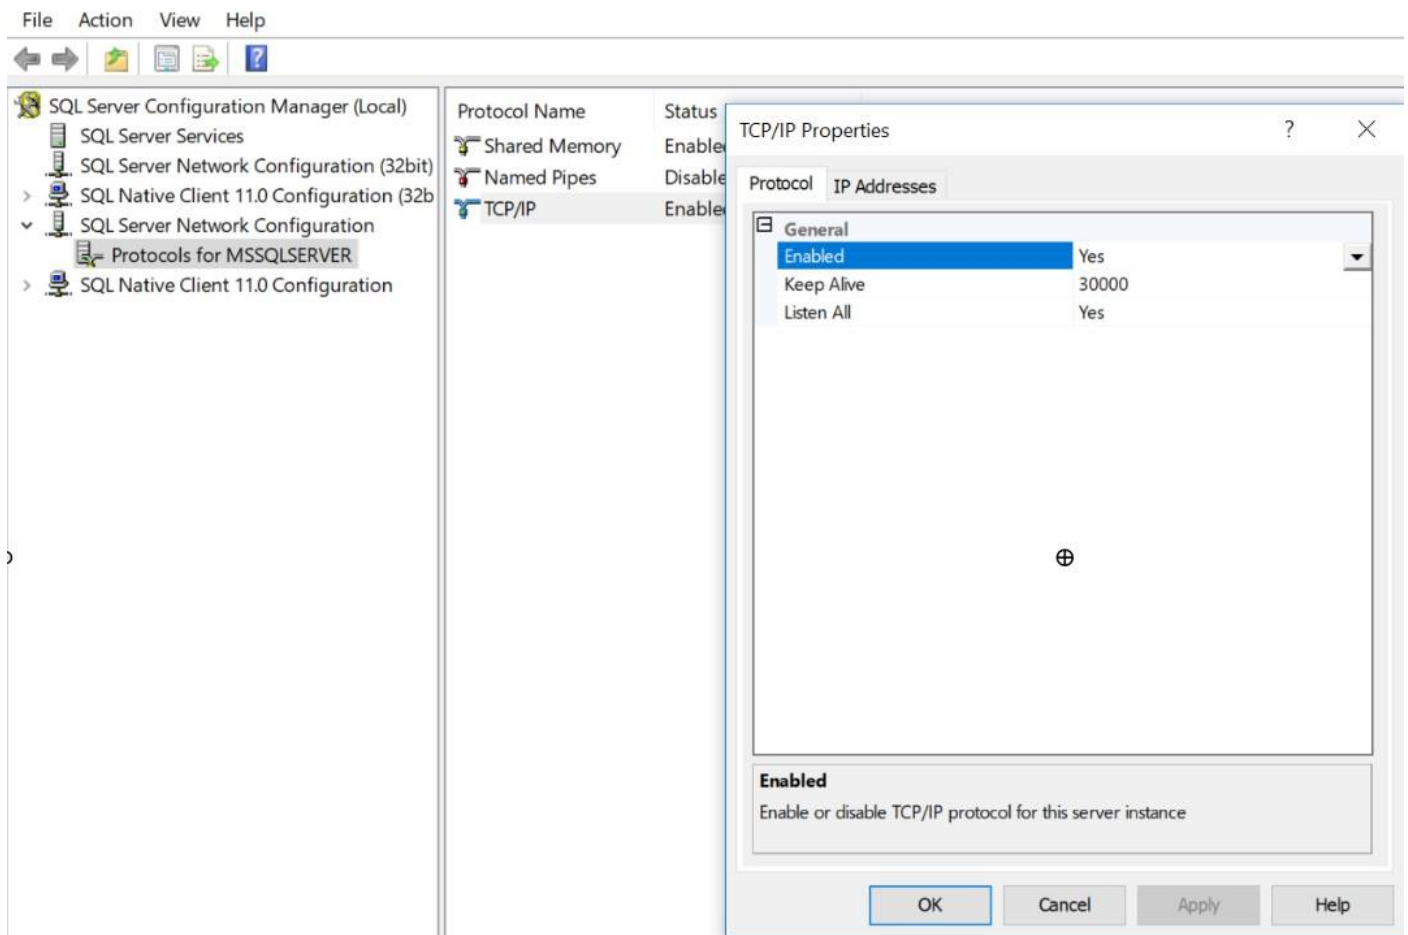 File Action View Help
SQL Server Configuration Manager (Local)
SQL Server Services
SQL Server Network Configuration (32bit)
SQL Native Client 11.0 Configuration (32b
SQL Server Network Configuration
Protocols for MSSQLSERVER
SQL Native Client 11.0 Configuration
Protocol Name Status
Shared Memory Enable
Named Pipes Disable
TCP/IP Enable
TCP/IP Properties
Protocol IP Addresses
General
Enabled Yes
Keep Alive 30000
Listen All Yes
Enabled
Enable or disable TCP/IP protocol for this server instance
OK Cancel Apply Help